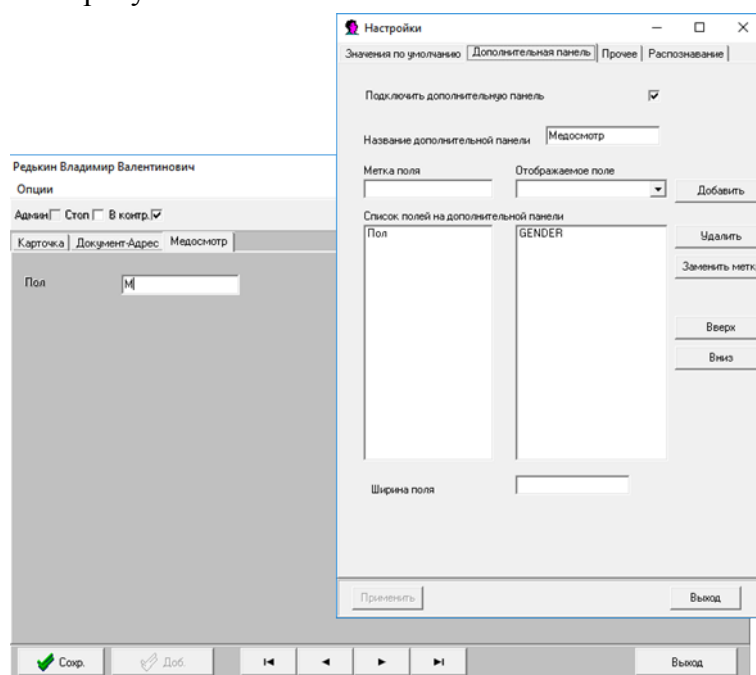 Настройки
Значения по умолчанию Дополнительная панель Прочее Распознавание
Подключить дополнительную панель
Название дополнительной панели Медосмотр
Метка поля Отображаемое поле
Добавить
Список полей на дополнительной панели
Пол GENDER
Удалить
Заменить метк
Вверх
Вниз
Ширина поля
Применить Выход
Редькин Владимир Валентинович
Опции
Админ Стоп В контр.
Карточка Документ-Адрес Медосмотр
Пол М
Сохр. Доб. Выход